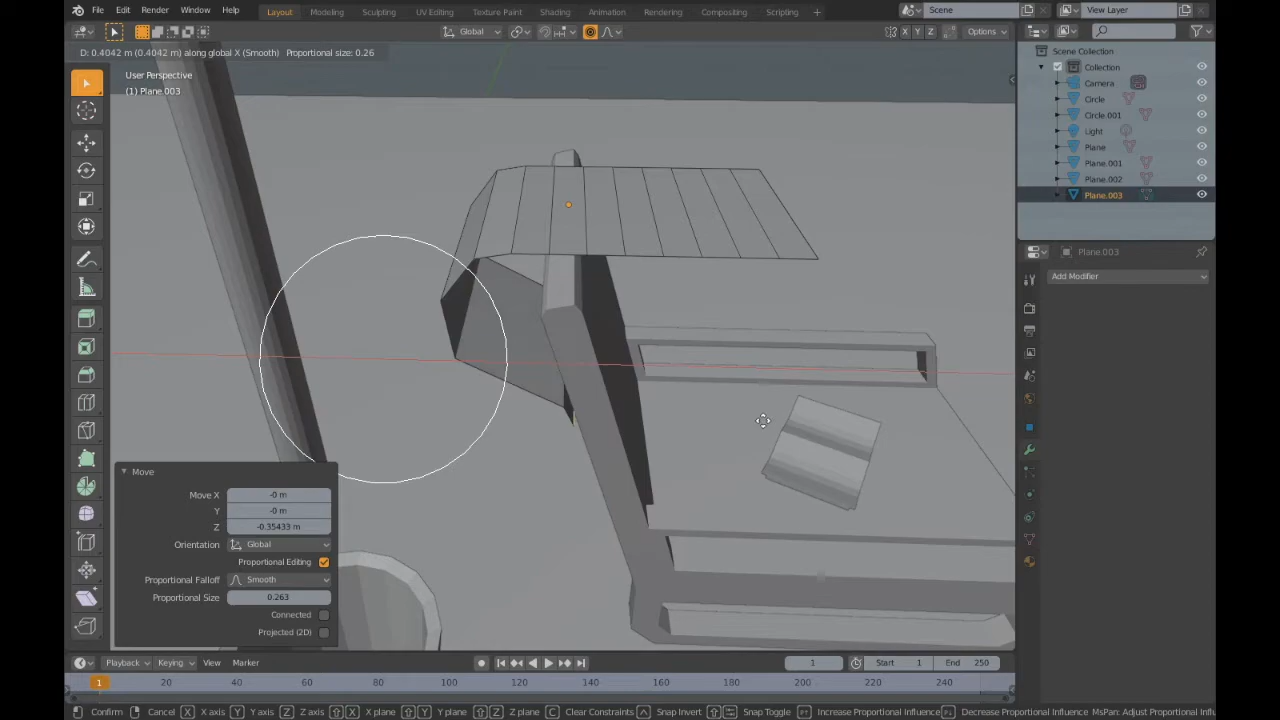 File Edit Render Window Help Layout Modeling Sculpting UV Editing Texture Paint Shading Animation Rendering Compositing Scripting Scene View Layer
Global X Y Z Options
D: 0.4042 m (0.4042 m) along global X (Smooth) Proportional size: 0.26
User Perspective
(1) Plane.003
Scene Collection
Collection
Camera
Circle
Circle.001
Light
Plane
Plane.001
Plane.002
Plane.003
Plane.003
Add Modifier
Move
Move X -0 m
Y -0 m
Z -0.35433 m
Orientation Global
Proportional Editing
Proportional Falloff Smooth
Proportional Size 0.263
Connected
Projected (2D)
Playback Keying View Marker 1 Start 1 End 250
1 20 40 60 80 100 120 140 160 180 200 220 240
Confirm Cancel X X axis Y Y axis Z Z axis X X plane Y Y plane Z Z plane C Clear Constraints Snap Invert Snap Toggle Increase Proportional Influence Decrease Proportional Influence MsPan: Adjust Proportional Infl